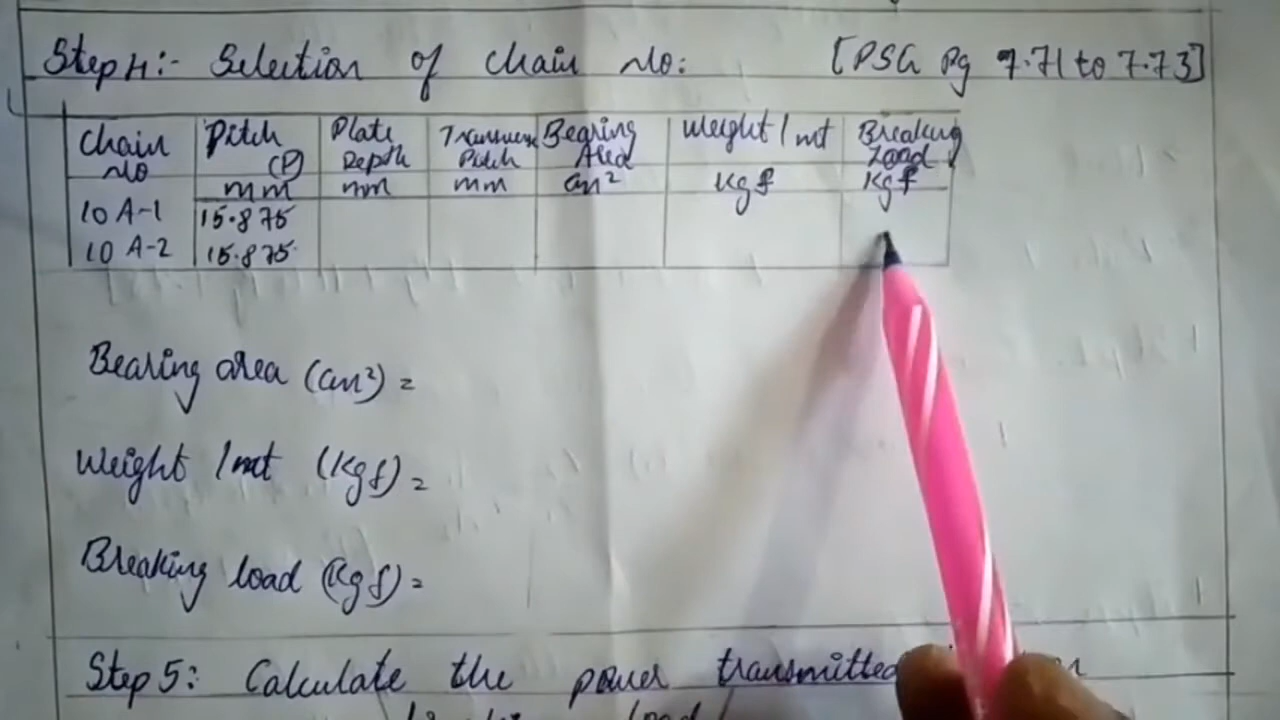 Step 4:- Selection of chain No: [PSG pg 7.71 to 7.73]
Chain No Pitch (P) Plate Depth Transverse Pitch Bearing Area Weight / mt Breaking Load
mm mm mm cm² Kgf Kgf
10 A-1 15.875
10 A-2 15.875
Bearing area (cm²) =
Weight / mt (Kgf) =
Breaking load (Kgf) =
Step 5: Calculate the power transmitted
load